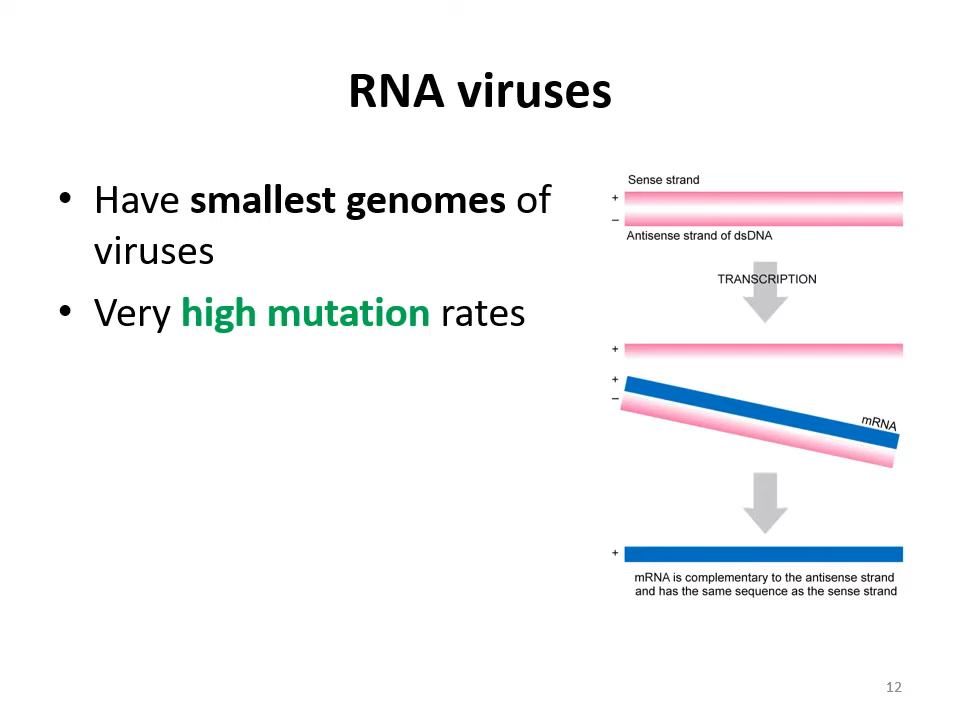 RNA viruses
• Have smallest genomes of
viruses
• Very high mutation rates
Sense strand
+
–
Antisense strand of dsDNA
TRANSCRIPTION
+
+
–
mRNA
+
mRNA is complementary to the antisense strand
and has the same sequence as the sense strand
12